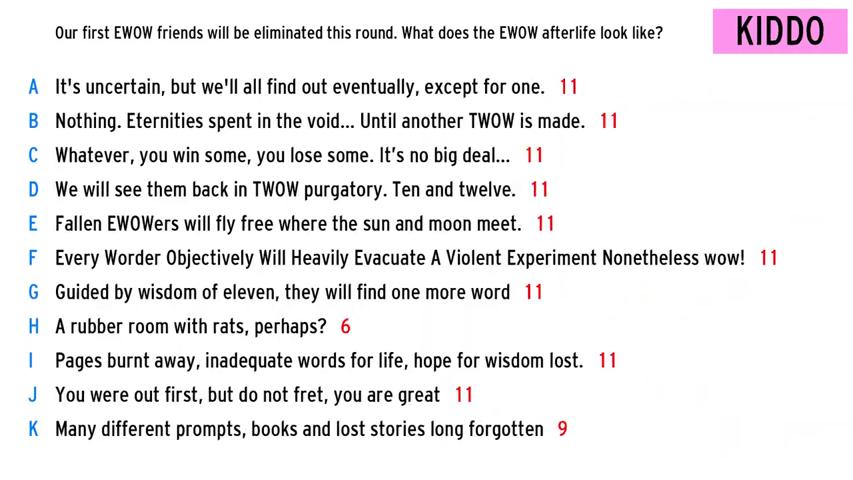 Our first EWOW friends will be eliminated this round. What does the EWOW afterlife look like?
KIDDO
A It's uncertain, but we'll all find out eventually, except for one. 11
B Nothing. Eternities spent in the void... Until another TWOW is made. 11
C Whatever, you win some, you lose some. It’s no big deal... 11
D We will see them back in TWOW purgatory. Ten and twelve. 11
E Fallen EWOWers will fly free where the sun and moon meet. 11
F Every Worder Objectively Will Heavily Evacuate A Violent Experiment Nonetheless wow! 11
G Guided by wisdom of eleven, they will find one more word 11
H A rubber room with rats, perhaps? 6
I Pages burnt away, inadequate words for life, hope for wisdom lost. 11
J You were out first, but do not fret, you are great 11
K Many different prompts, books and lost stories long forgotten 9